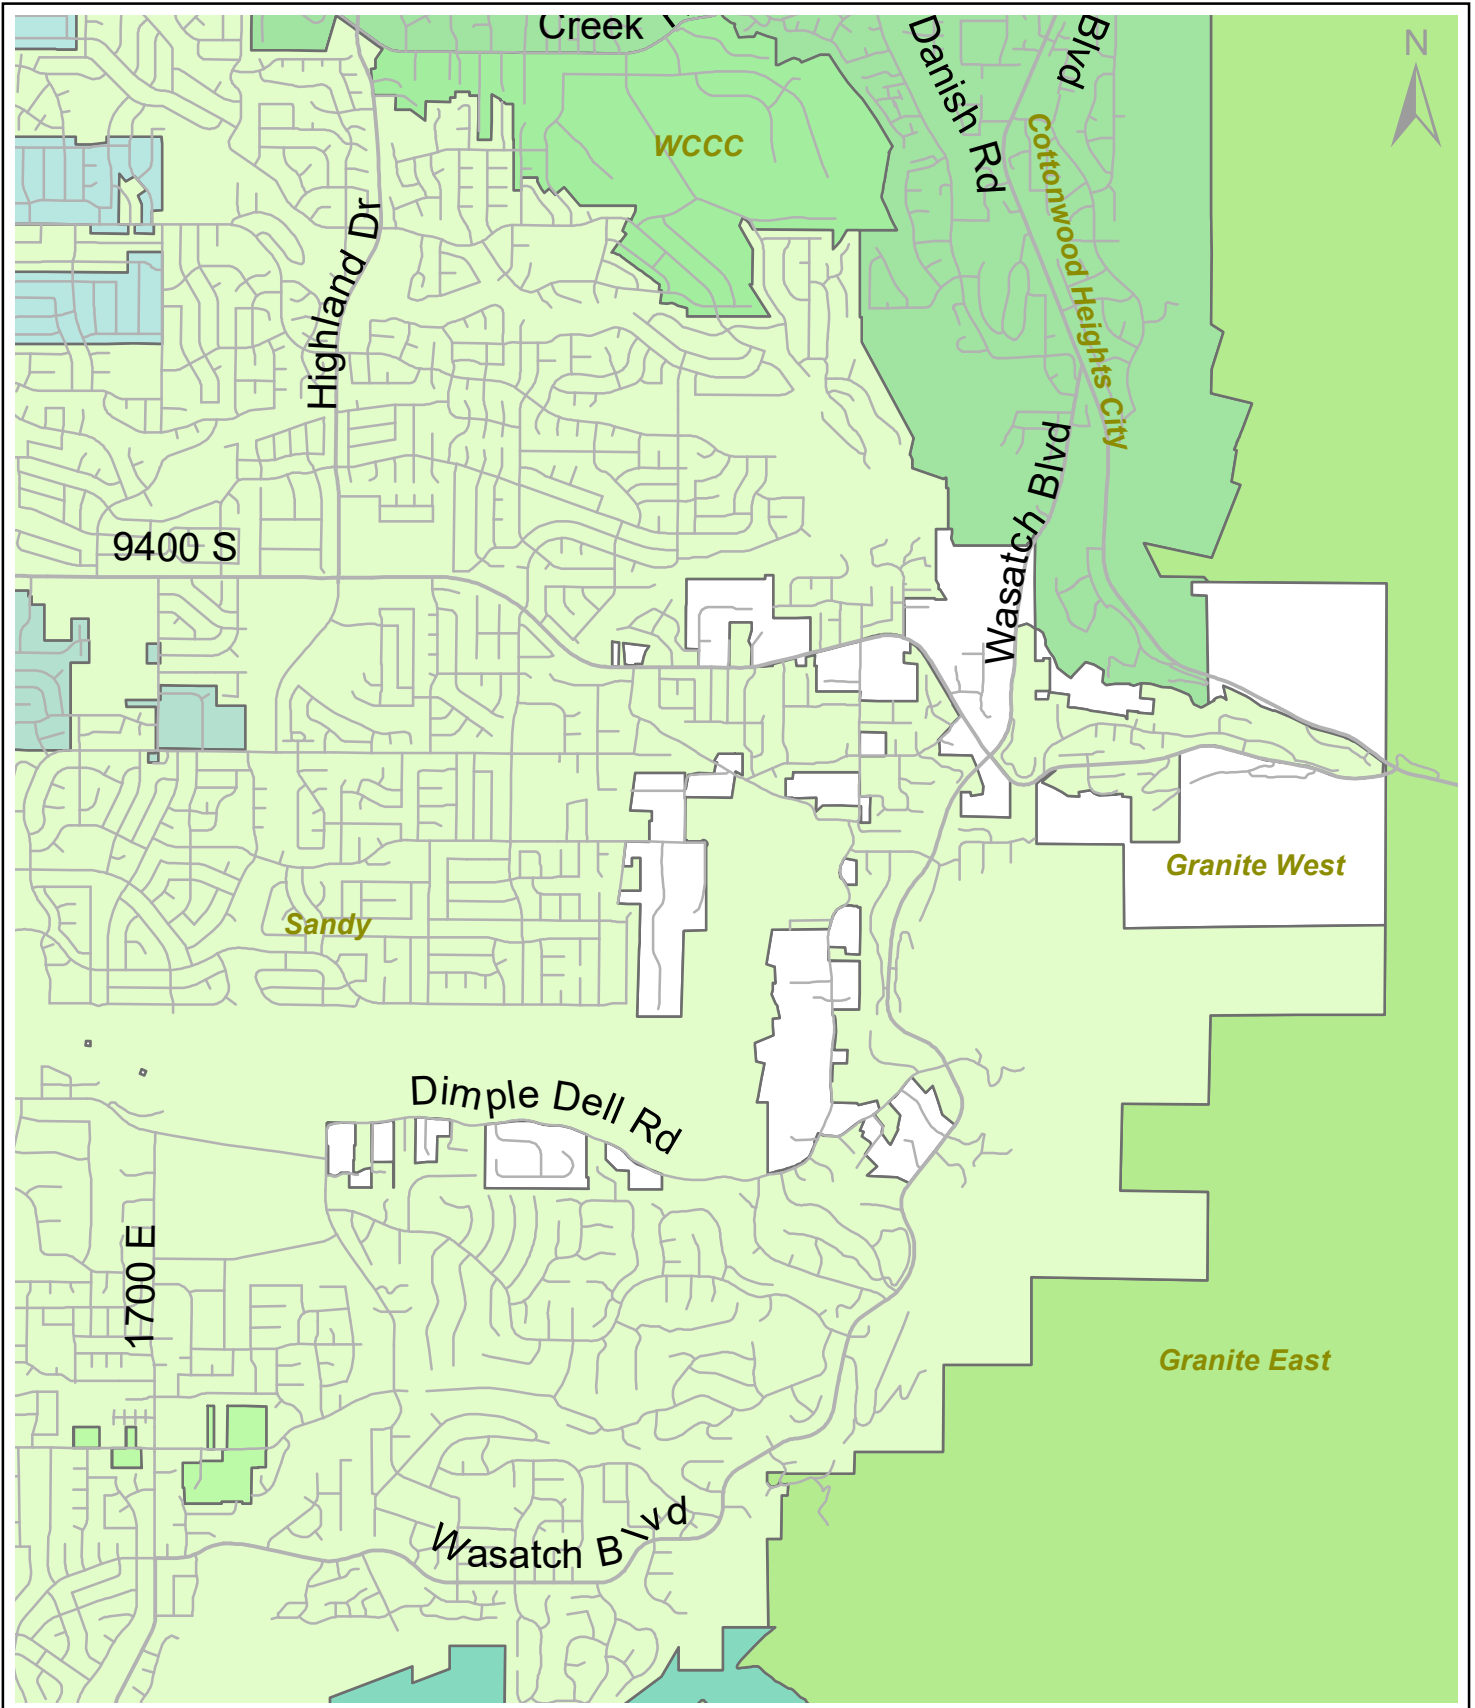 Creek
Danish Rd
Blvd
N
WCCC
Cottonwood Heights City
Highland Dr
Wasatch Blvd
9400 S
Granite West
Sandy
Dimple Dell Rd
1700 E
Granite East
Wasatch Blvd